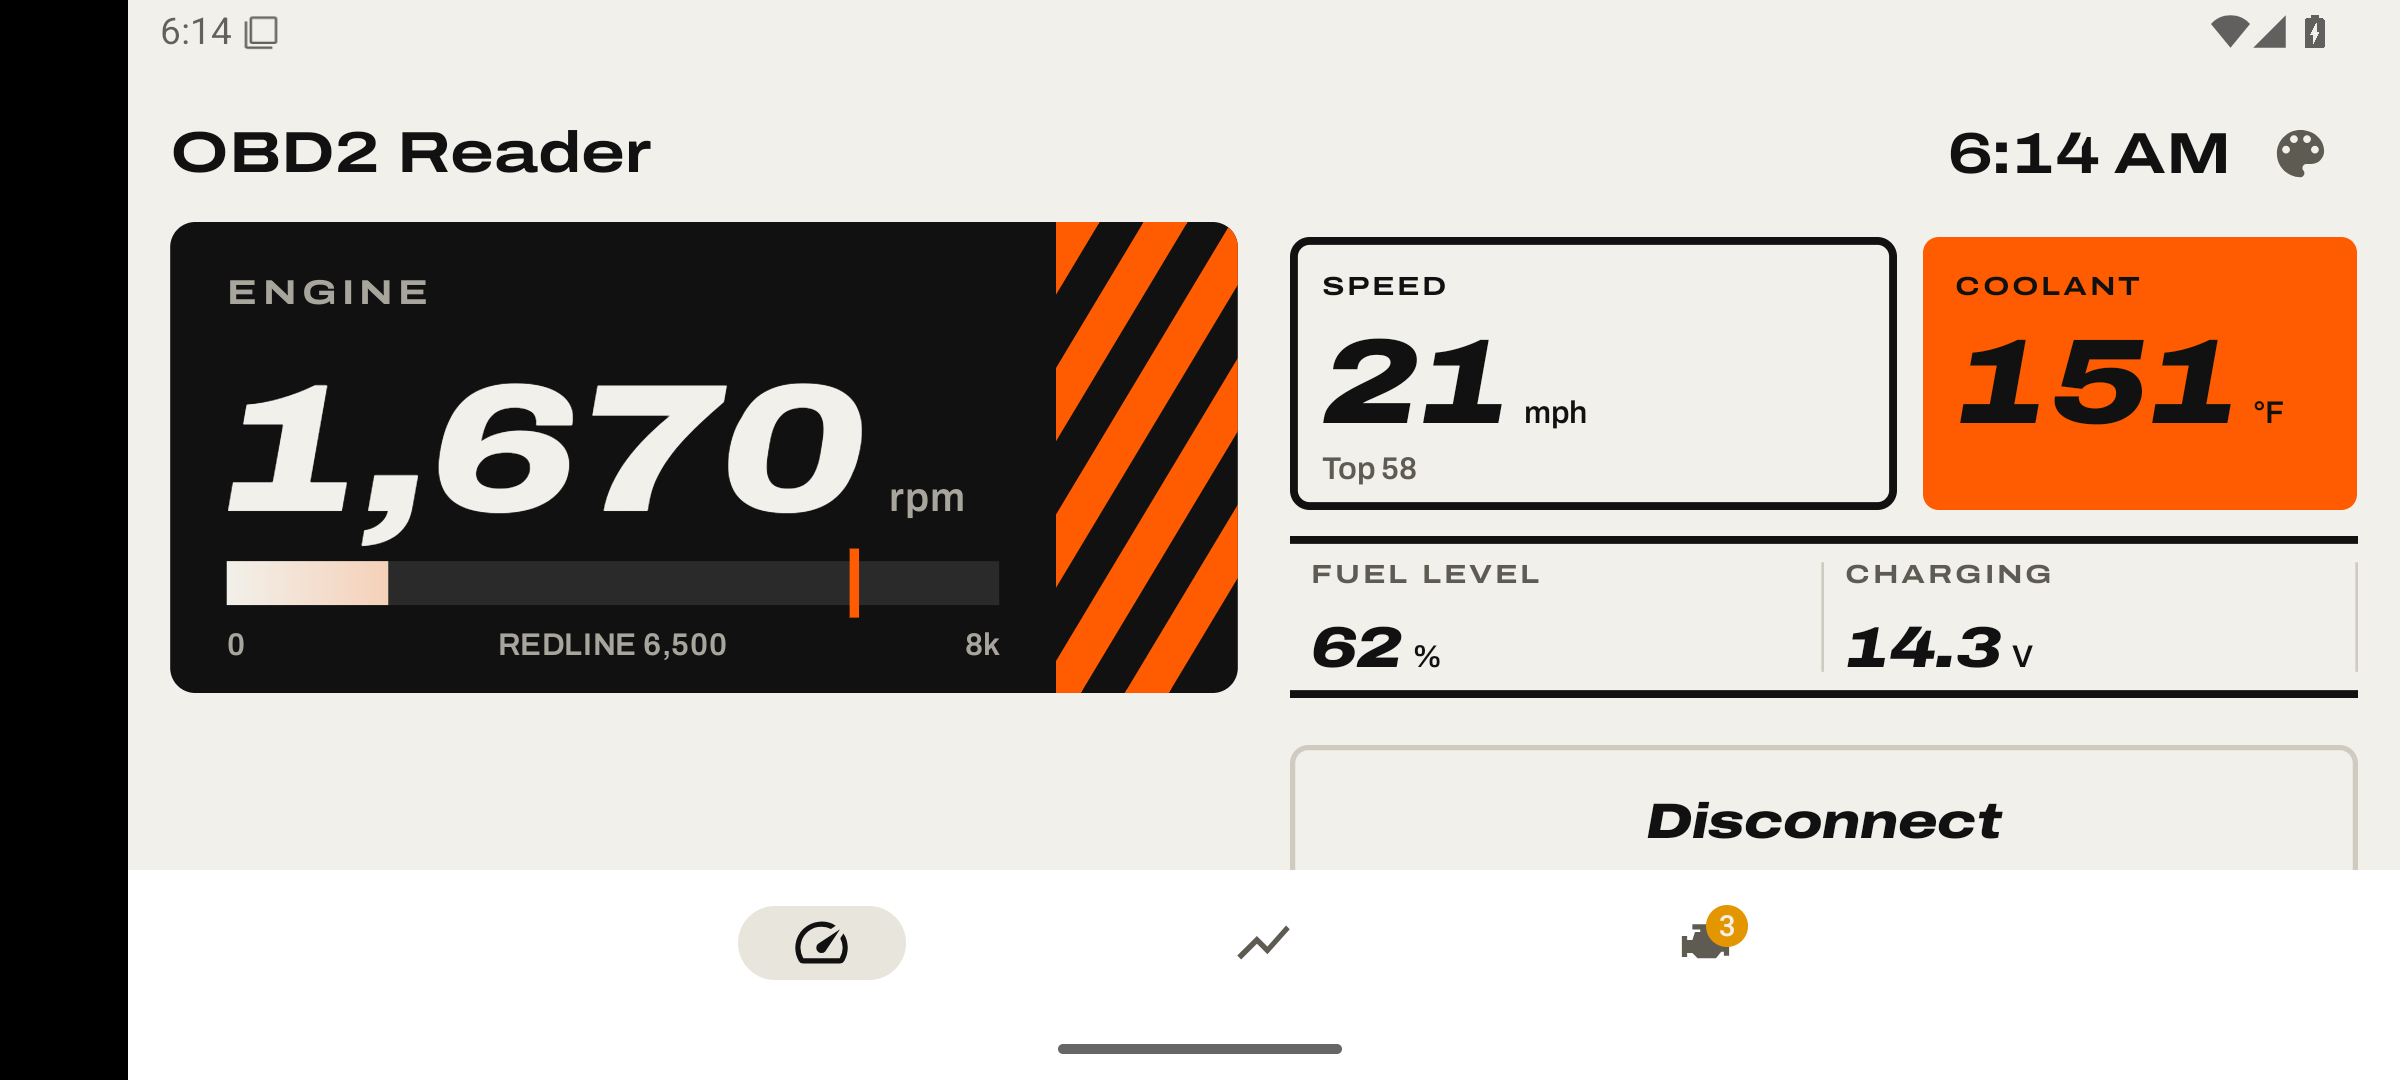 6:14
OBD2 Reader
6:14 AM
ENGINE
1,670 rpm
0 REDLINE 6,500 8k
SPEED
21 mph
Top 58
COOLANT
151 °F
FUEL LEVEL
62 %
CHARGING
14.3 V
Disconnect
3